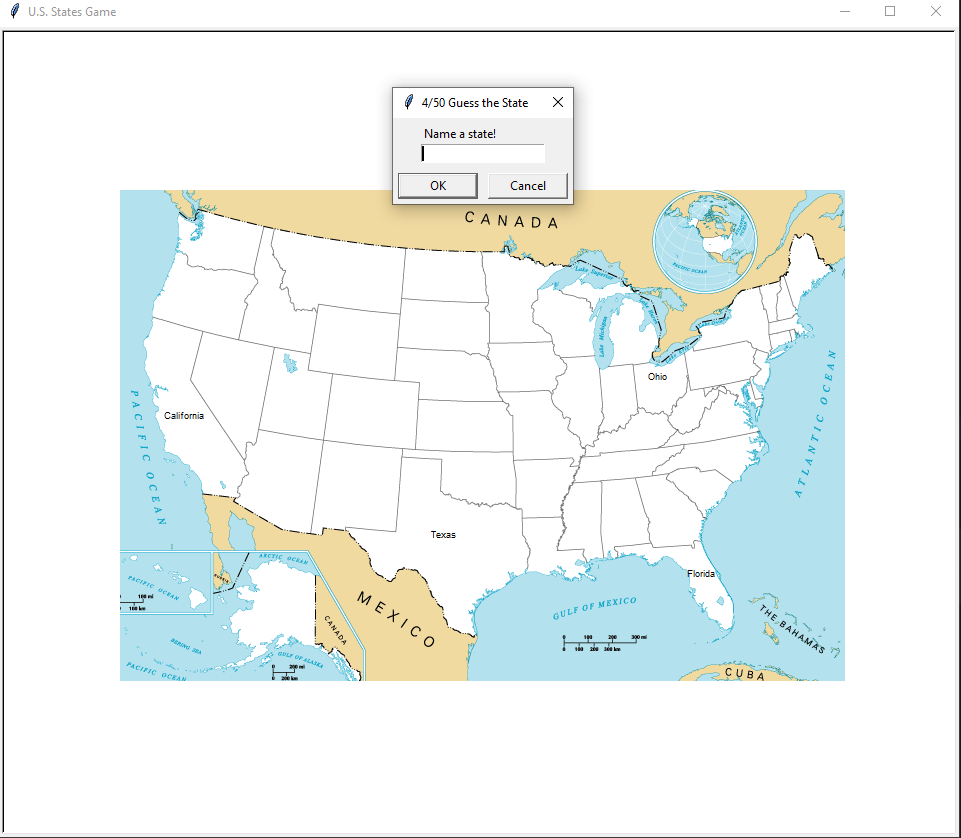 U.S. States Game
4/50 Guess the State
Name a state!
OK
Cancel
CANADA
PACIFIC OCEAN
Lake Superior
Lake Michigan
Ohio
California
PACIFIC OCEAN
ATLANTIC OCEAN
Texas
Florida
ARCTIC OCEAN
PACIFIC OCEAN
RUSSIA
100 mi
100 km
CANADA
MEXICO
GULF OF MEXICO
THE BAHAMAS
0 100 200 300 mi
0 100 200 300 km
BERING SEA
GULF OF ALASKA
PACIFIC OCEAN
0 200 mi
0 200 km
CUBA